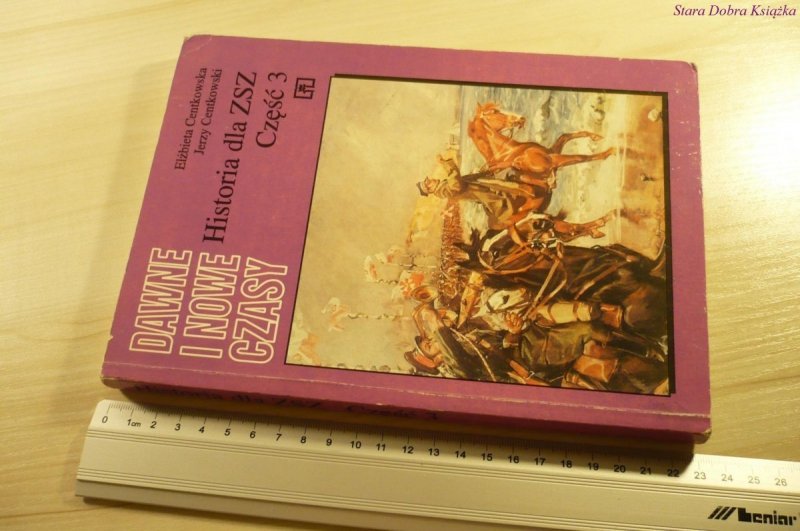 Stara Dobra Książka
Elżbieta Centkowska
Jerzy Centkowski
Historia dla ZSZ
Część 3
DAWNE
I NOWE
CZASY
Historia dla ZSZ Część 3
0 1cm 2 3 4 5 6 7 8 9 10 11 12 13 14 15 16 17 18 19 20 21 22 23 24 25 26
leniar